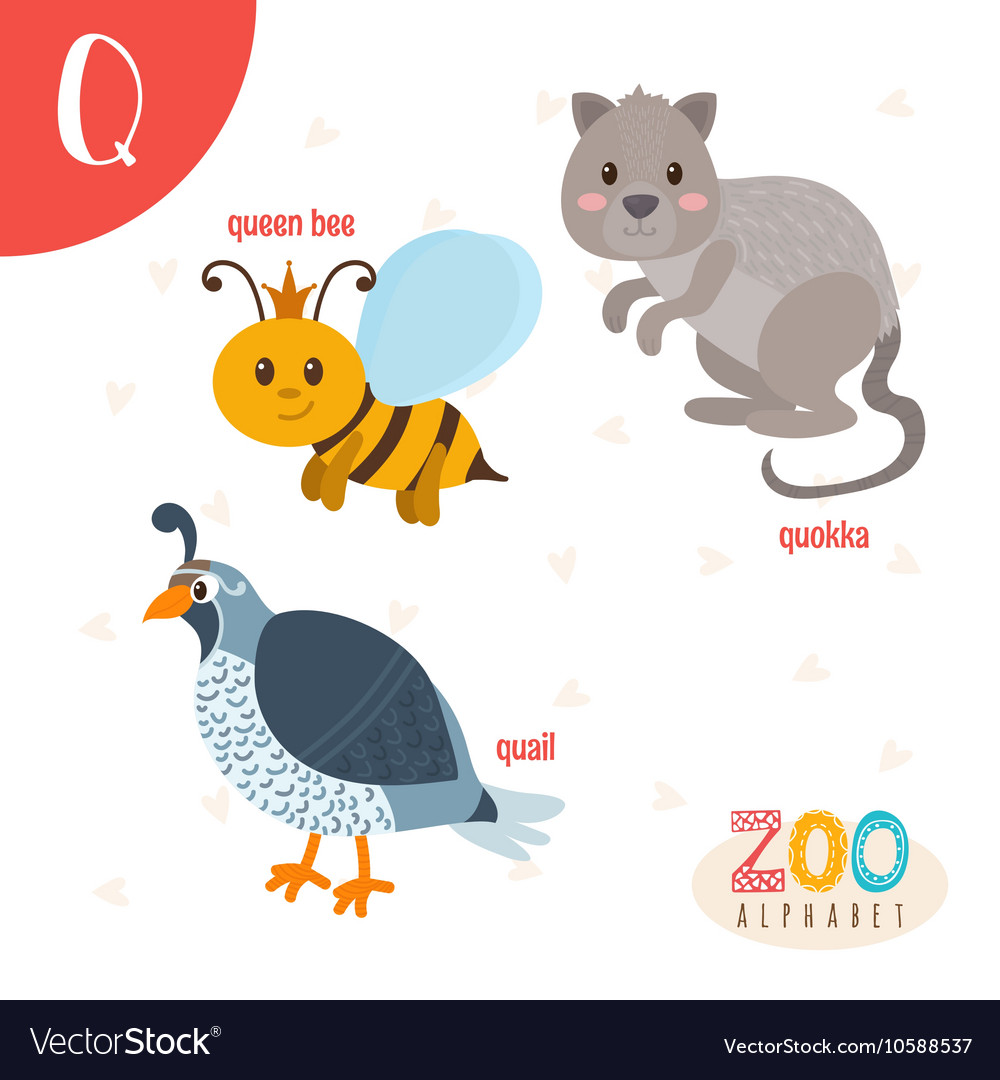 Q
queen bee
quokka
quail
ZOO
ALPHABET
VectorStock®
VectorStock.com/10588537